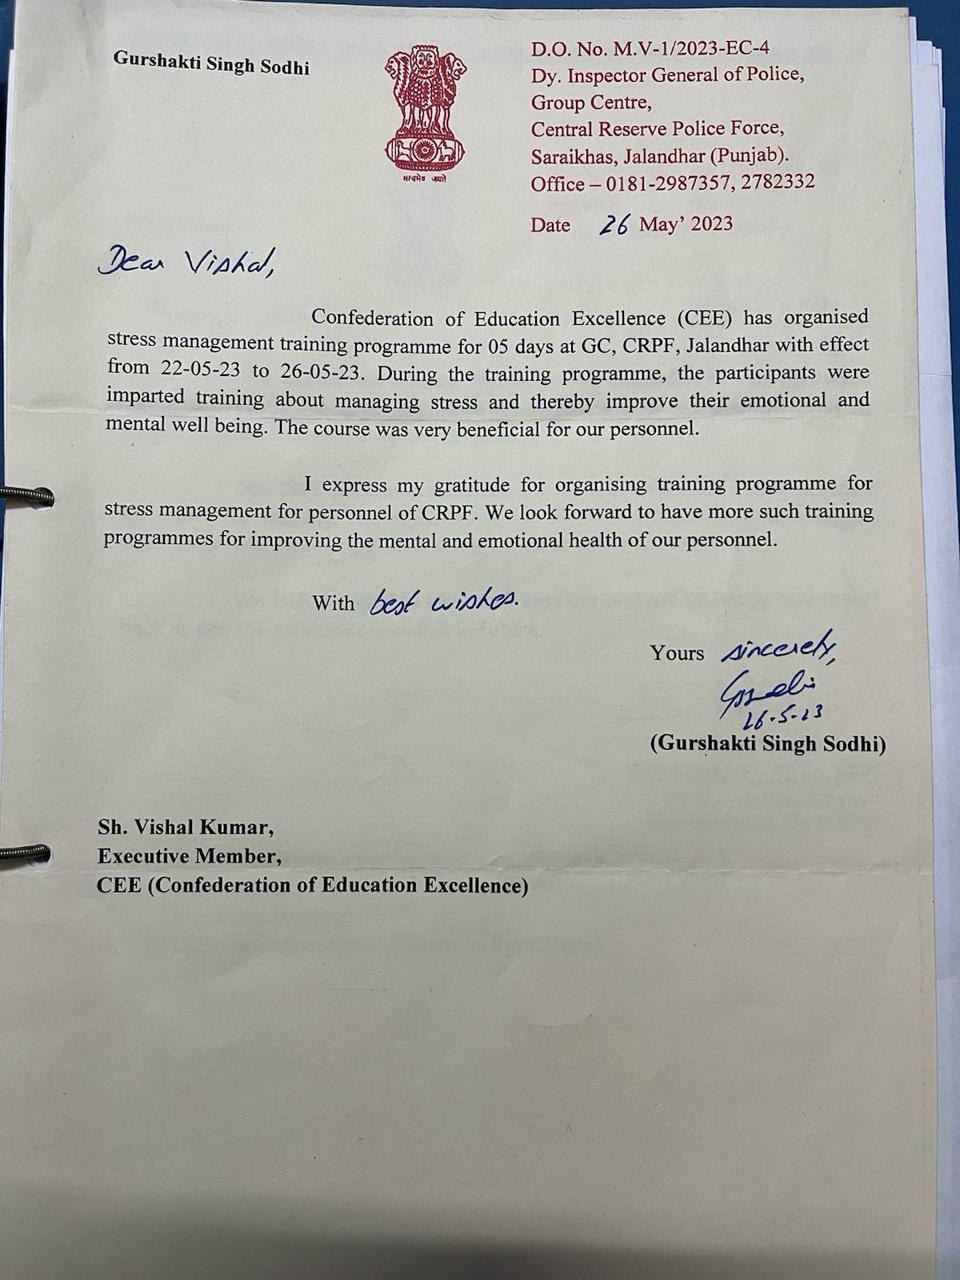 Gurshakti Singh Sodhi
सत्यमेव जयते
D.O. No. M.V-1/2023-EC-4
Dy. Inspector General of Police,
Group Centre,
Central Reserve Police Force,
Saraikhas, Jalandhar (Punjab).
Office – 0181-2987357, 2782332
Date 26 May' 2023
Dear Vishal,
Confederation of Education Excellence (CEE) has organised
stress management training programme for 05 days at GC, CRPF, Jalandhar with effect
from 22-05-23 to 26-05-23. During the training programme, the participants were
imparted training about managing stress and thereby improve their emotional and
mental well being. The course was very beneficial for our personnel.
I express my gratitude for organising training programme for
stress management for personnel of CRPF. We look forward to have more such training
programmes for improving the mental and emotional health of our personnel.
With best wishes.
Yours sincerely,
26-5-23
(Gurshakti Singh Sodhi)
Sh. Vishal Kumar,
Executive Member,
CEE (Confederation of Education Excellence)